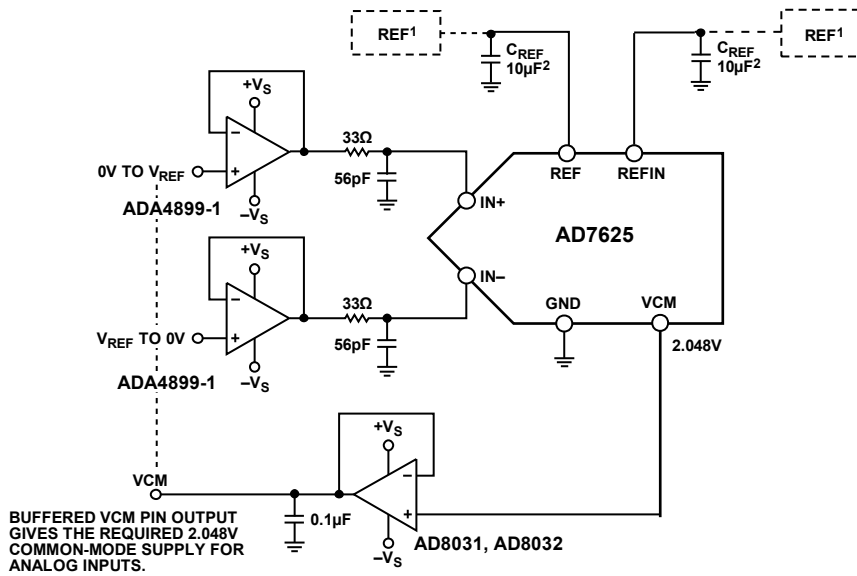 REF¹
CREF
10µF²
CREF
10µF²
REF¹
+VS
–
+
–VS
0V TO VREF
ADA4899-1
33Ω
56pF
REF
REFIN
IN+
AD7625
IN–
GND
VCM
2.048V
+VS
–
+
–VS
VREF TO 0V
ADA4899-1
33Ω
56pF
+VS
–
+
–VS
VCM
0.1µF
AD8031, AD8032
BUFFERED VCM PIN OUTPUT
GIVES THE REQUIRED 2.048V
COMMON-MODE SUPPLY FOR
ANALOG INPUTS.